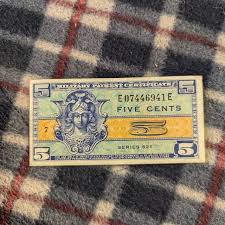 MILITARY PAYMENT CERTIFICATE
E07446941E
FIVE CENTS
7
5
5 5
SERIES 521